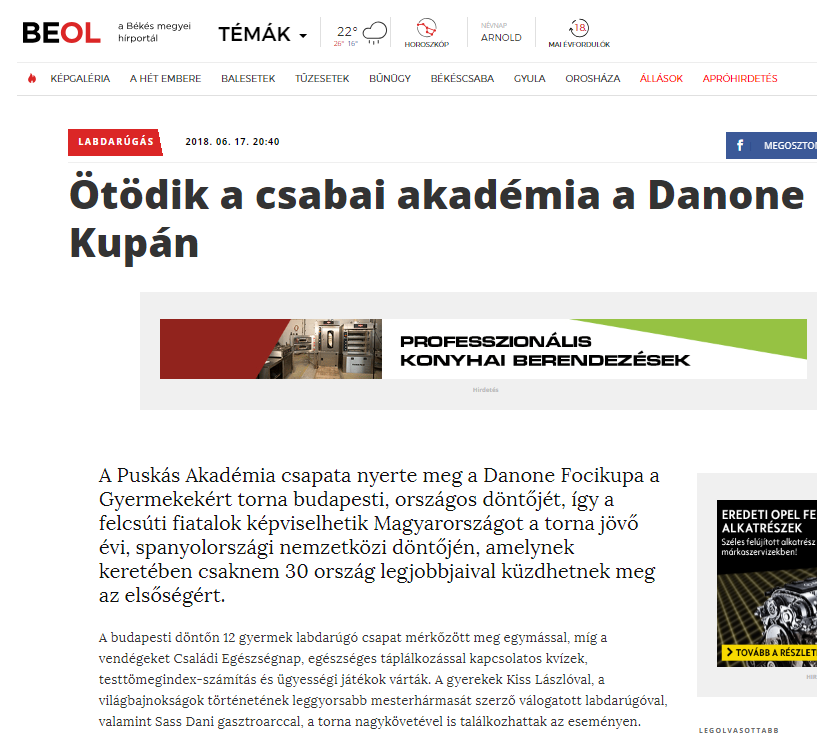 BEOL
a Békés megyei
hírportál
TÉMÁK
22°
26° 16°
HOROSZKÓP
NÉVNAP
ARNOLD
18.
MAI ÉVFORDULÓK
KÉPGALÉRIA A HÉT EMBERE BALESETEK TŰZESETEK BŰNÜGY BÉKÉSCSABA GYULA OROSHÁZA ÁLLÁSOK APRÓHIRDETÉS
LABDARÚGÁS 2018. 06. 17. 20:40
f MEGOSZTOM
Ötödik a csabai akadémia a Danone
Kupán
PROFESSZIONÁLIS
KONYHAI BERENDEZÉSEK
Hirdetés
A Puskás Akadémia csapata nyerte meg a Danone Focikupa a
Gyermekekért torna budapesti, országos döntőjét, így a
felcsúti fiatalok képviselhetik Magyarországot a torna jövő
évi, spanyolországi nemzetközi döntőjén, amelynek
keretében csaknem 30 ország legjobbjaival küzdhetnek meg
az elsőségért.
A budapesti döntőn 12 gyermek labdarúgó csapat mérkőzött meg egymással, míg a
vendégeket Családi Egészségnap, egészséges táplálkozással kapcsolatos kvízek,
testtömegindex-számítás és ügyességi játékok várták. A gyerekek Kiss Lászlóval, a
világbajnokságok történetének leggyorsabb mesterhármasát szerző válogatott labdarúgóval,
valamint Sass Dani gasztroarccal, a torna nagykövetével is találkozhattak az eseményen.
EREDETI OPEL FE
ALKATRÉSZEK
Széles felújított alkatrész
márkaszervizekben!
TOVÁBB A RÉSZLET
LEGOLVASOTTABB